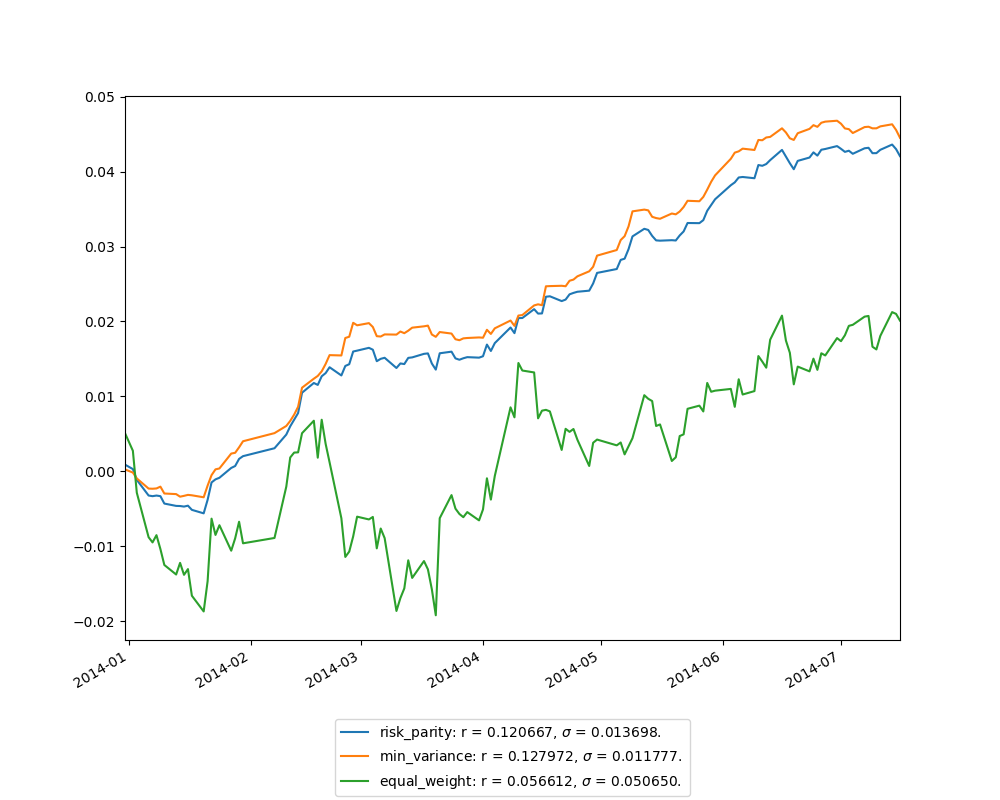 0.05
0.04
0.03
0.02
0.01
0.00
−0.01
−0.02
2014-01 2014-02 2014-03 2014-04 2014-05 2014-06 2014-07
risk_parity: r = 0.120667, σ = 0.013698.
min_variance: r = 0.127972, σ = 0.011777.
equal_weight: r = 0.056612, σ = 0.050650.